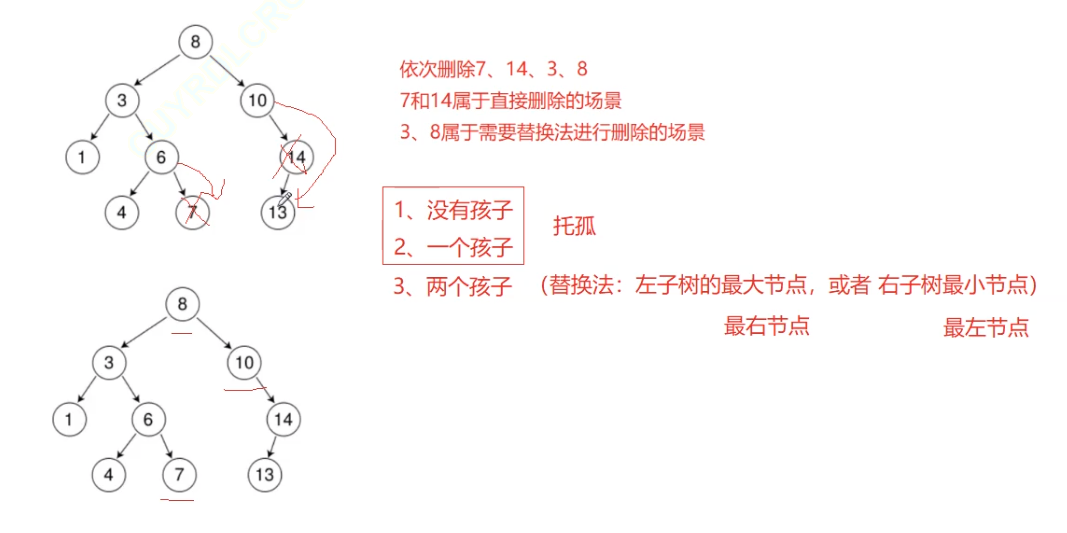 8
3
10
1
6
14
4
7
13
依次删除7、14、3、8
7和14属于直接删除的场景
3、8属于需要替换法进行删除的场景
1、没有孩子
2、一个孩子
托孤
3、两个孩子 （替换法：左子树的最大节点，或者 右子树最小节点）
最右节点
最左节点
8
3
10
1
6
14
4
7
13